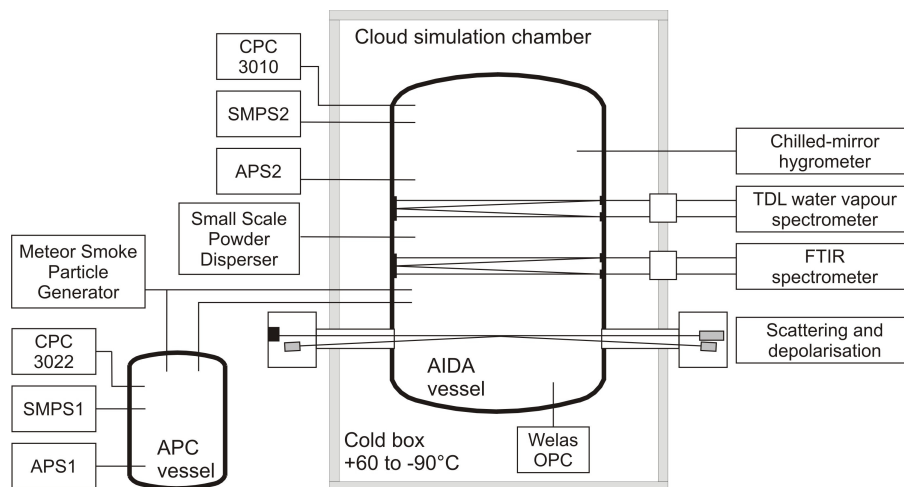 Cloud simulation chamber
CPC
3010
SMPS2
APS2
Small Scale
Powder
Disperser
Meteor Smoke
Particle
Generator
CPC
3022
SMPS1
APS1
APC
vessel
AIDA
vessel
Cold box
+60 to -90°C
Welas
OPC
Chilled-mirror
hygrometer
TDL water vapour
spectrometer
FTIR
spectrometer
Scattering and
depolarisation